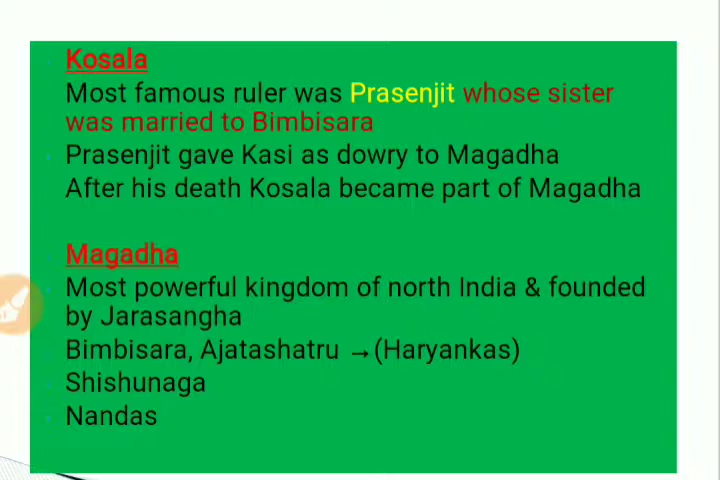 Kosala
Most famous ruler was Prasenjit whose sister
was married to Bimbisara
Prasenjit gave Kasi as dowry to Magadha
After his death Kosala became part of Magadha
Magadha
Most powerful kingdom of north India & founded
by Jarasangha
Bimbisara, Ajatashatru →(Haryankas)
Shishunaga
Nandas